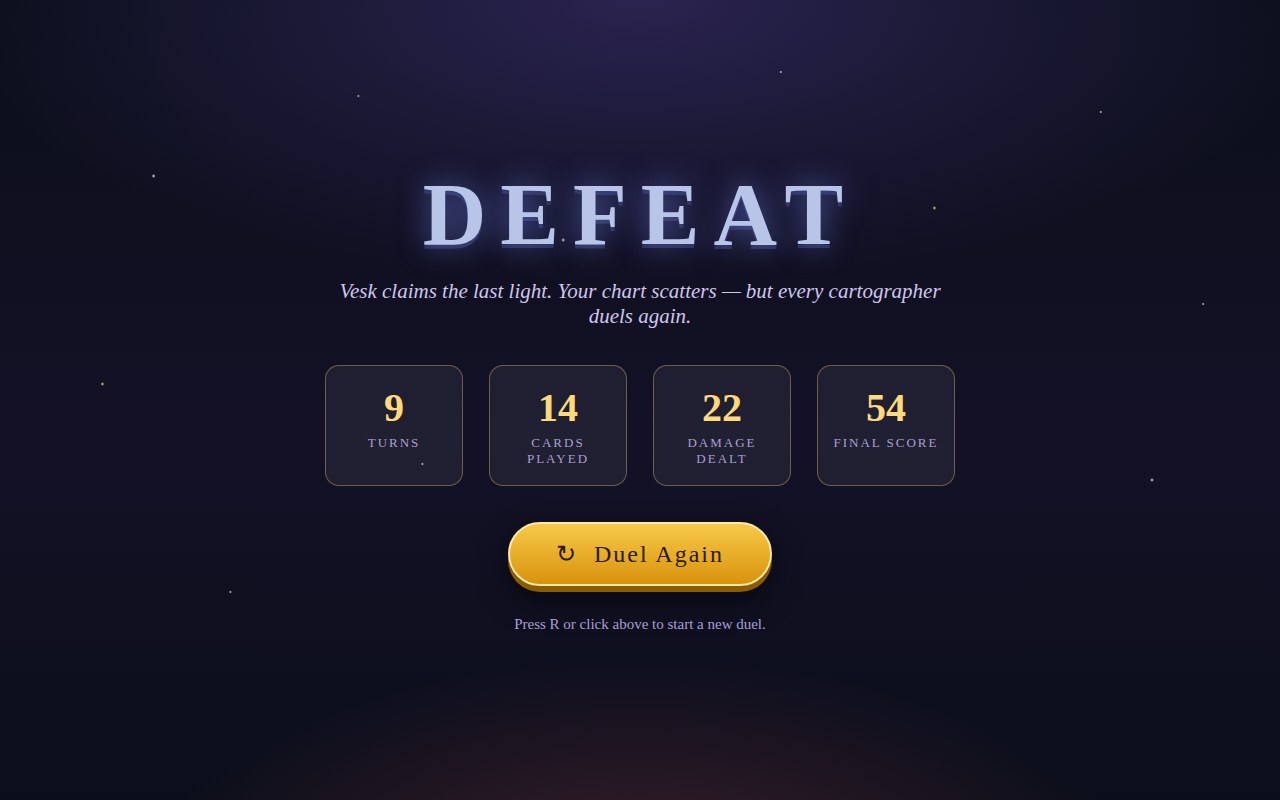 DEFEAT
Vesk claims the last light. Your chart scatters — but every cartographer
duels again.
9
TURNS
14
CARDS
PLAYED
22
DAMAGE
DEALT
54
FINAL SCORE
↻ Duel Again
Press R or click above to start a new duel.